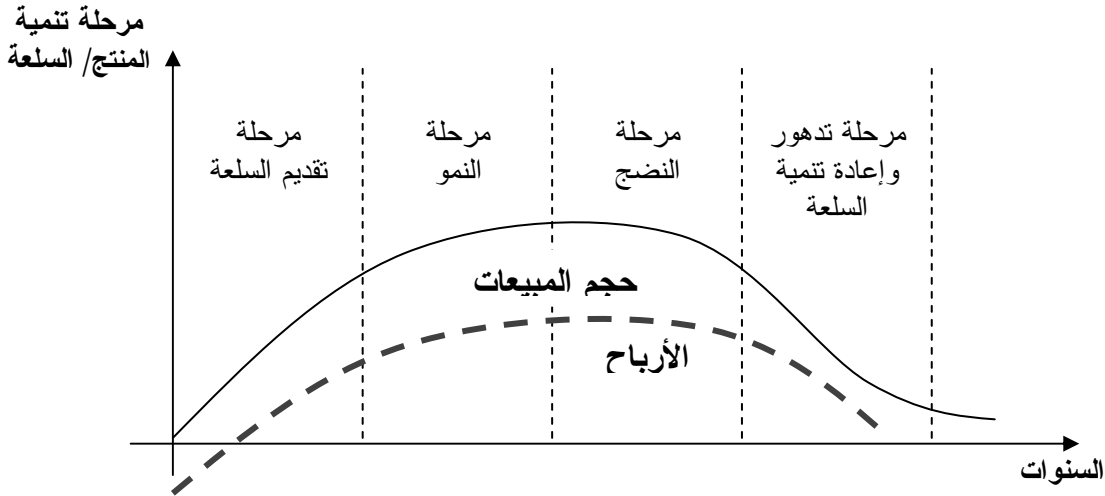 مرحلة تنمية
المنتج/ السلعة
مرحلة
تقديم السلعة
مرحلة
النمو
مرحلة
النضج
مرحلة تدهور
وإعادة تنمية
السلعة
حجم المبيعات
الأرباح
السنوات